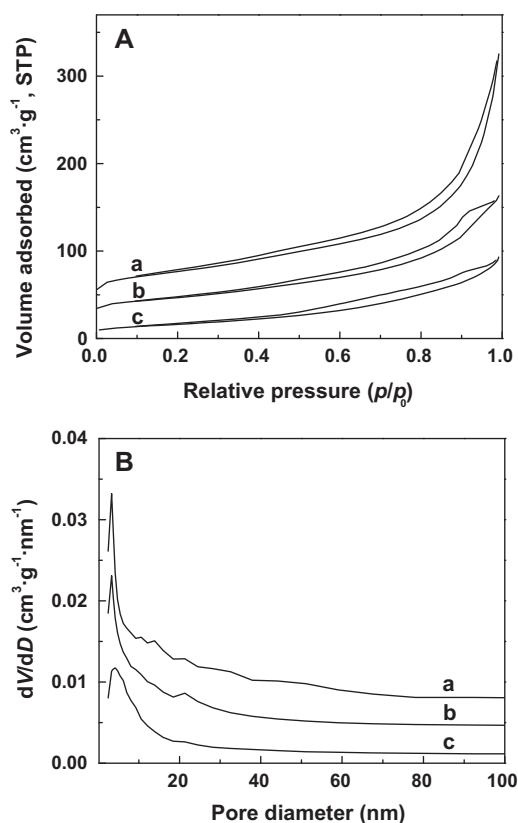 A
Volume adsorbed (cm³·g⁻¹, STP)
300
200
100
0
a
b
c
0.0 0.2 0.4 0.6 0.8 1.0
Relative pressure (p/p₀)
B
dV/dD (cm³·g⁻¹·nm⁻¹)
0.04
0.03
0.02
0.01
0.00
a
b
c
20 40 60 80 100
Pore diameter (nm)